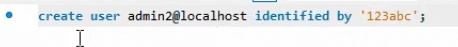 create user admin2@localhost identified by '123abc';